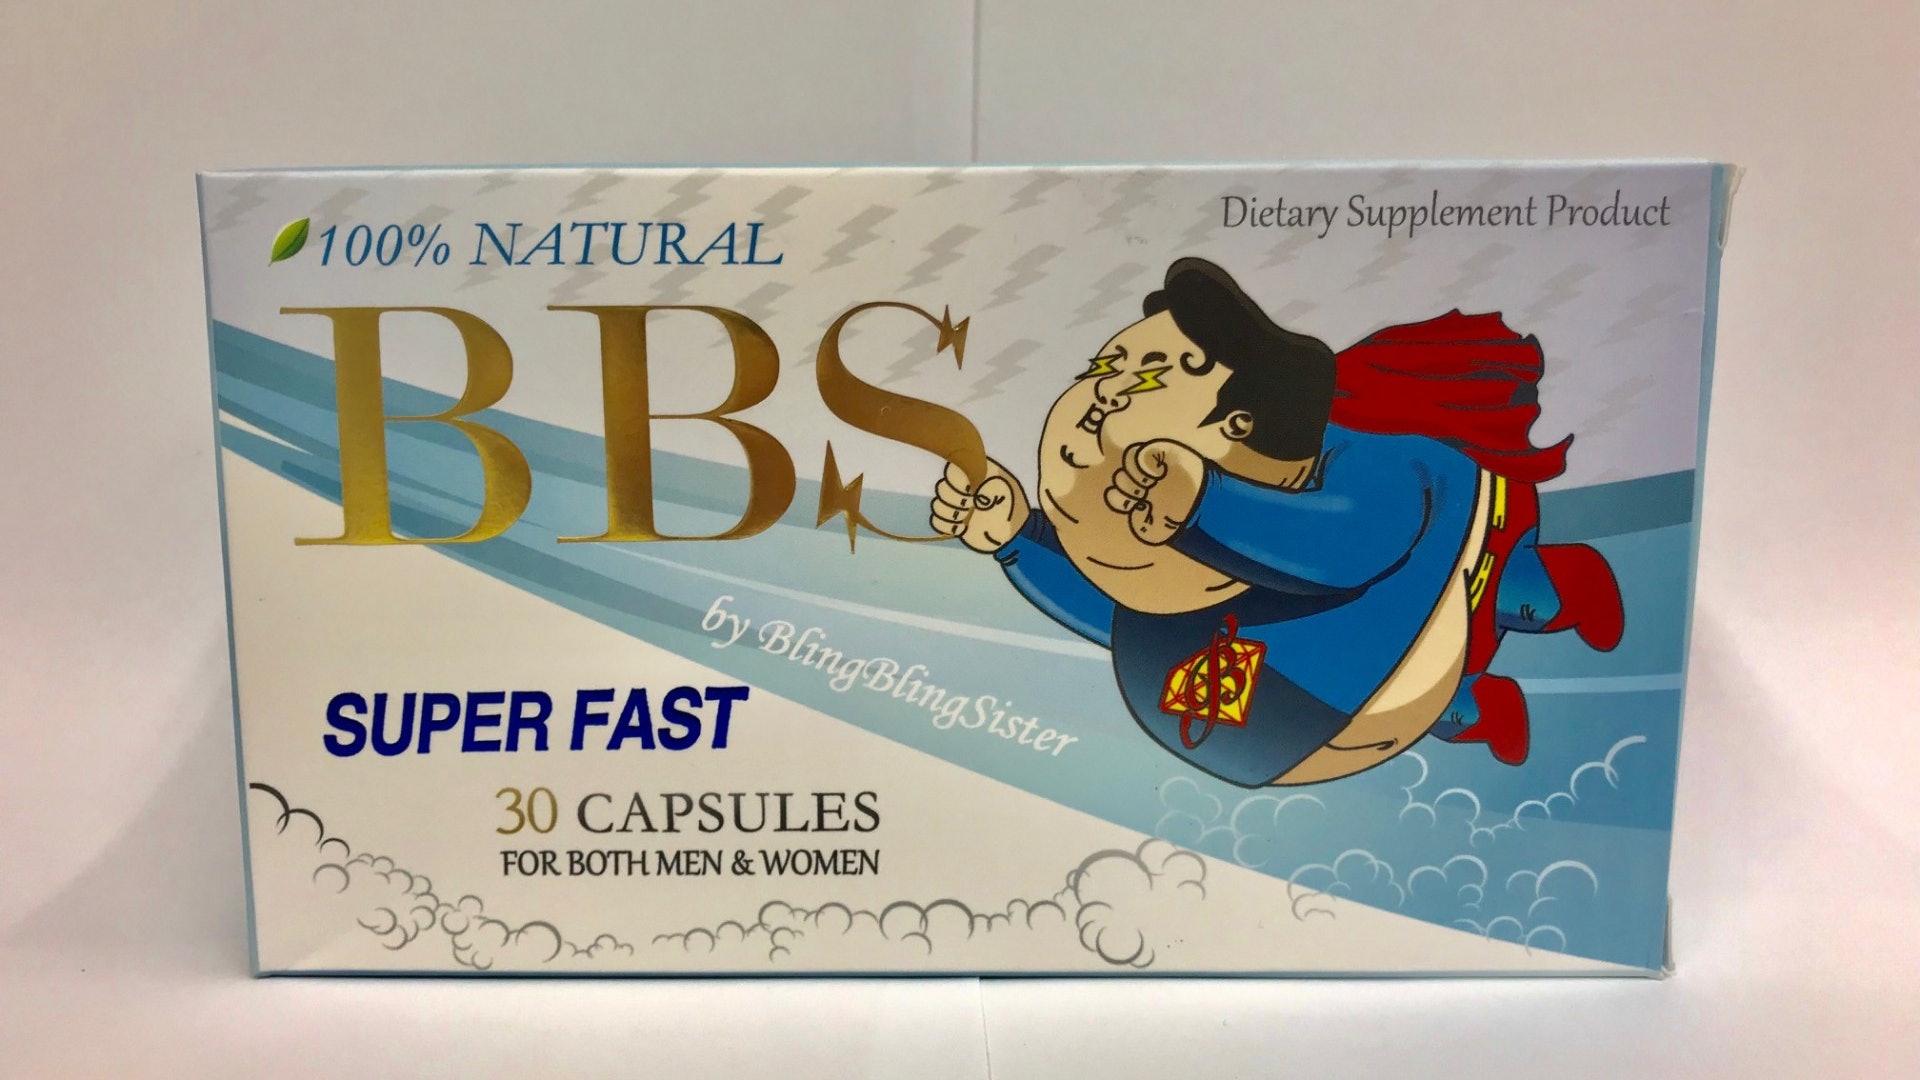 100% NATURAL
Dietary Supplement Product
BBS
by BlingBlingSister
SUPER FAST
30 CAPSULES
FOR BOTH MEN & WOMEN